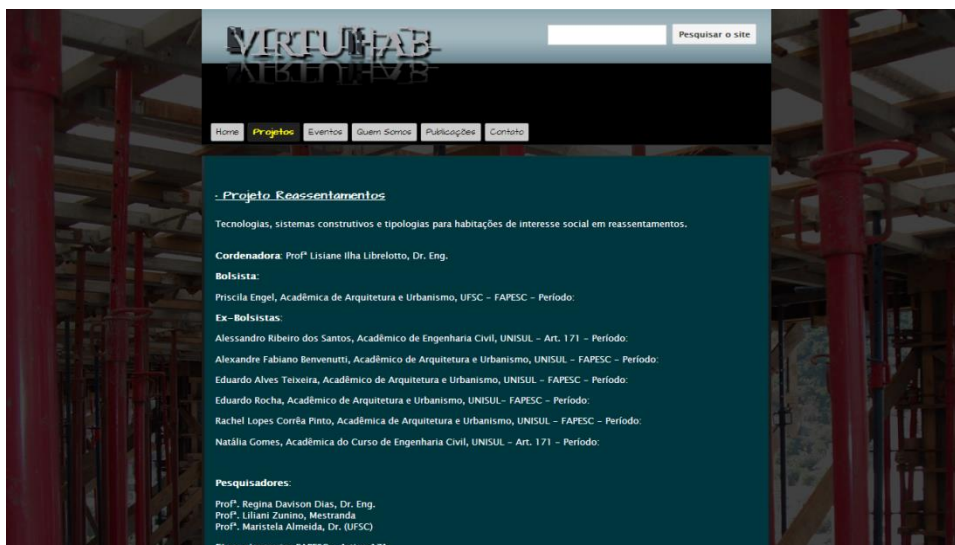 VIRTUHAB
Pesquisar o site
Home Projetos Eventos Quem Somos Publicações Contato
- Projeto Reassentamentos
Tecnologias, sistemas construtivos e tipologias para habitações de interesse social em reassentamentos.
Cordenadora: Profª Lisiane Ilha Librelotto, Dr. Eng.
Bolsista:
Priscila Engel, Acadêmica de Arquitetura e Urbanismo, UFSC – FAPESC – Período:
Ex-Bolsistas:
Alessandro Ribeiro dos Santos, Acadêmico de Engenharia Civil, UNISUL – Art. 171 – Período:
Alexandre Fabiano Benvenutti, Acadêmico de Arquitetura e Urbanismo, UNISUL – FAPESC – Período:
Eduardo Alves Teixeira, Acadêmico de Arquitetura e Urbanismo, UNISUL – FAPESC – Período:
Eduardo Rocha, Acadêmico de Arquitetura e Urbanismo, UNISUL– FAPESC – Período:
Rachel Lopes Corrêa Pinto, Acadêmica de Arquitetura e Urbanismo, UNISUL – FAPESC – Período:
Natália Gomes, Acadêmica do Curso de Engenharia Civil, UNISUL – Art. 171 – Período:
Pesquisadores:
Profª. Regina Davison Dias, Dr. Eng.
Profª. Liliani Zunino, Mestranda
Profª. Maristela Almeida, Dr. (UFSC)